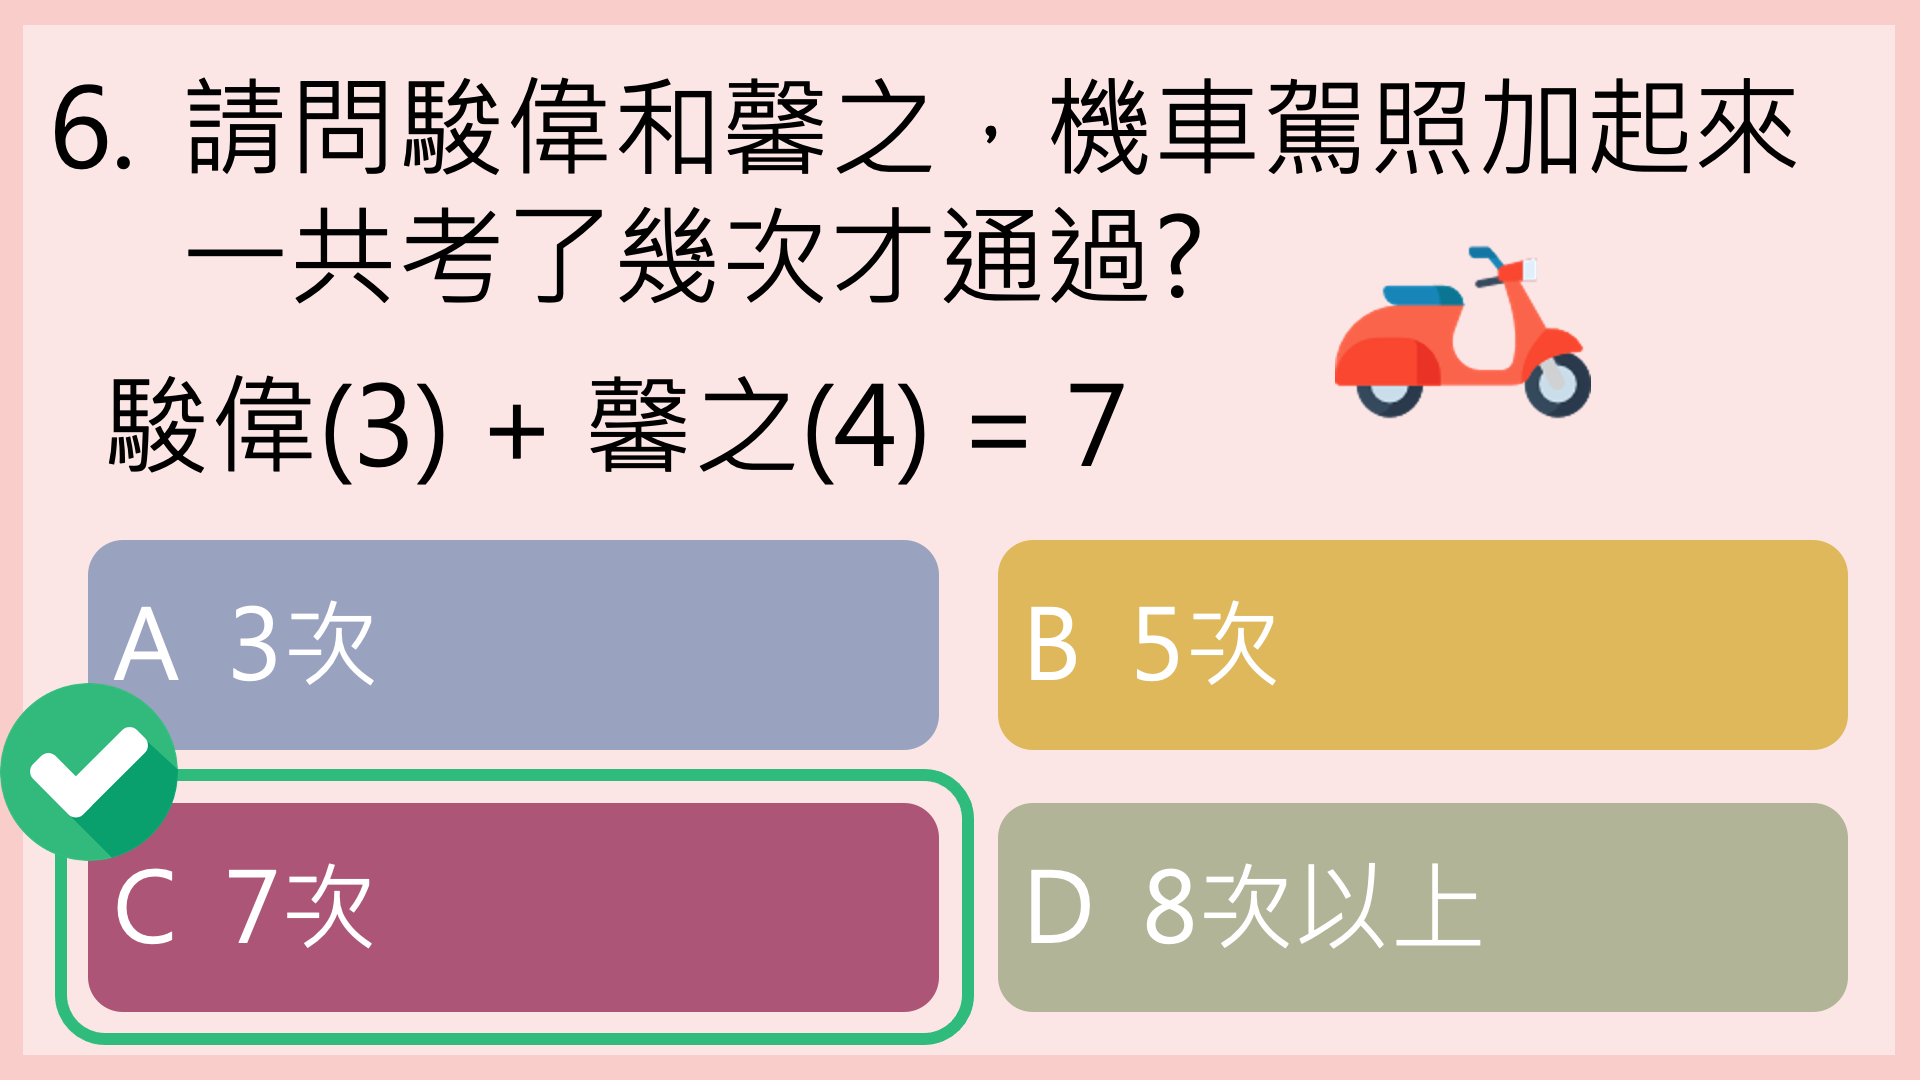 6. 請問駿偉和馨之，機車駕照加起來
一共考了幾次才通過?
駿偉(3) + 馨之(4) = 7
A 3次
B 5次
C 7次
D 8次以上